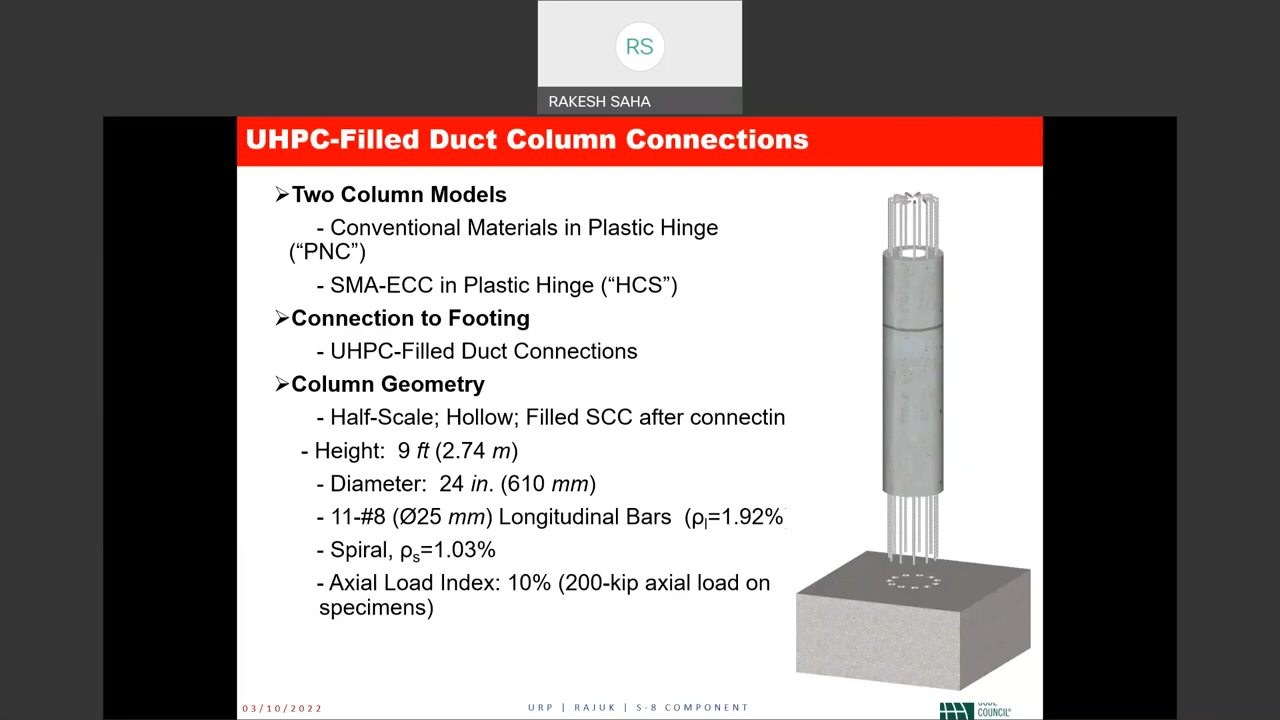 RS
RAKESH SAHA
UHPC-Filled Duct Column Connections
➢Two Column Models
- Conventional Materials in Plastic Hinge
(“PNC”)
- SMA-ECC in Plastic Hinge (“HCS”)
➢Connection to Footing
- UHPC-Filled Duct Connections
➢Column Geometry
- Half-Scale; Hollow; Filled SCC after connectin
- Height: 9 ft (2.74 m)
- Diameter: 24 in. (610 mm)
- 11-#8 (Ø25 mm) Longitudinal Bars (ρl=1.92%)
- Spiral, ρs=1.03%
- Axial Load Index: 10% (200-kip axial load on
specimens)
03/10/2022
URP | RAJUK | S-8 COMPONENT
CODE
COUNCIL